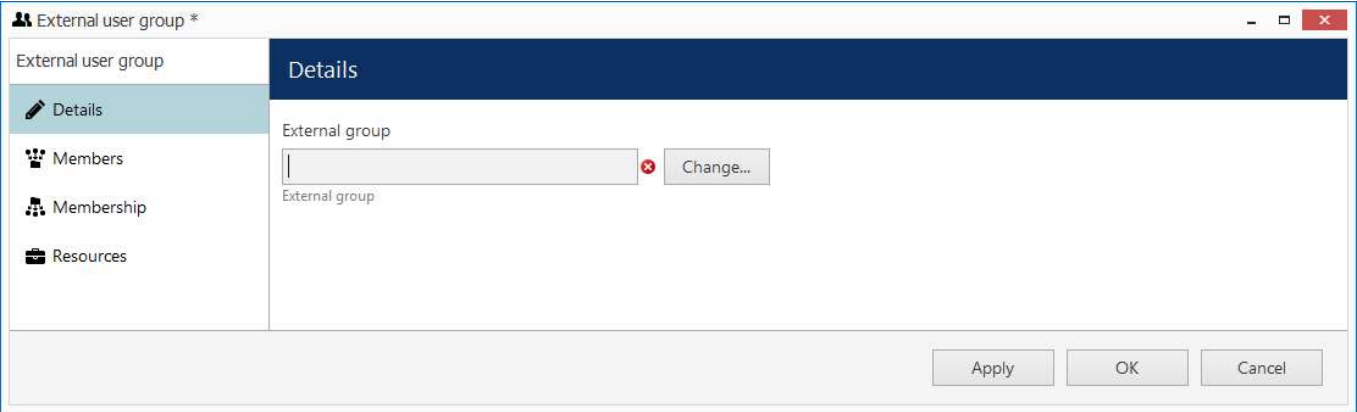 External user group *
External user group
Details
Members
Membership
Resources
Details
External group
Change...
External group
Apply
OK
Cancel